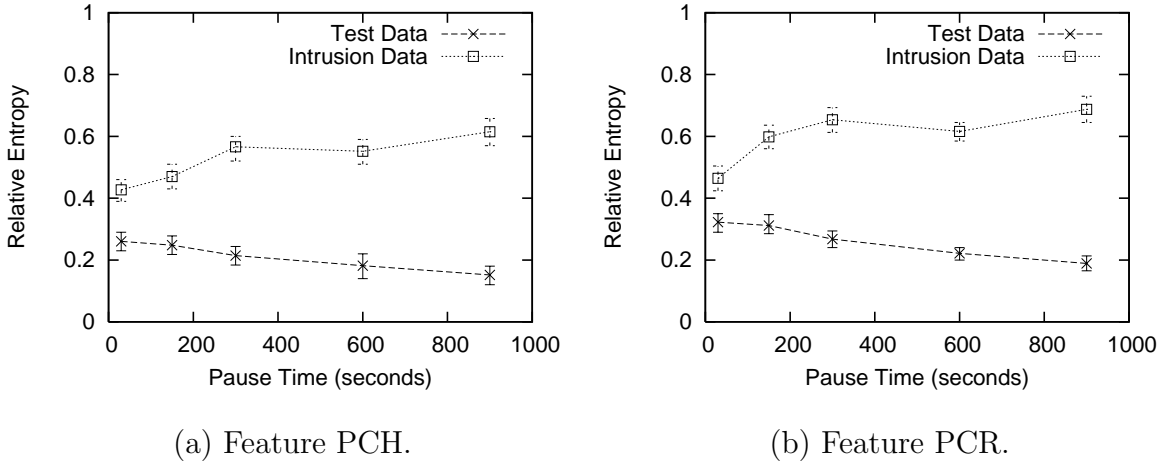 1
0.8
0.6
0.4
0.2
0
0 200 400 600 800 1000
Relative Entropy
Pause Time (seconds)
Test Data
Intrusion Data
(a) Feature PCH.
1
0.8
0.6
0.4
0.2
0
0 200 400 600 800 1000
Relative Entropy
Pause Time (seconds)
Test Data
Intrusion Data
(b) Feature PCR.